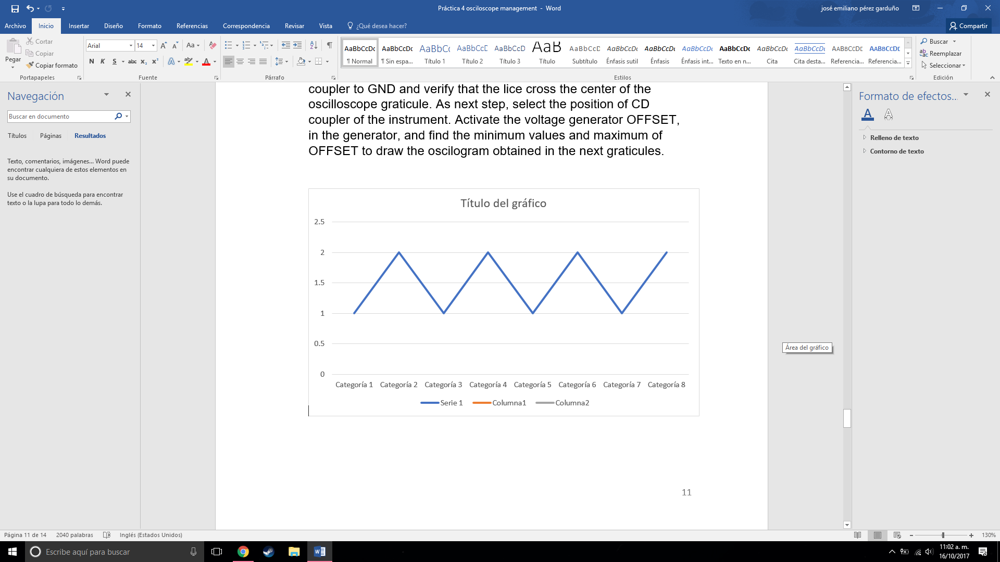 Práctica 4 osciloscope management - Word
josé emiliano pérez garduño
Archivo Inicio Insertar Diseño Formato Referencias Correspondencia Revisar Vista ¿Qué desea hacer? Compartir
Pegar
Cortar
Copiar
Copiar formato
Portapapeles
Arial 14
N K S abc x₂ x²
Fuente
Párrafo
AaBbCcDc AaBbCcDc AaBbCc AaBbCcD AaBbCcD AaB AaBbCcD AaBbCcDc AaBbCcDc AaBbCcDc AaBbCcDc AaBbCcDc AaBbCcDc AABBCCDE AABBCCDE
¶ Normal ¶ Sin espa... Título 1 Título 2 Título 3 Título Subtítulo Énfasis sutil Énfasis Énfasis int... Texto en n... Cita Cita desta... Referencia... Referencia...
Estilos
Buscar
Reemplazar
Seleccionar
Edición
Navegación
Buscar en documento
Títulos Páginas Resultados
Texto, comentarios, imágenes... Word puede
encontrar cualquiera de estos elementos en
su documento.
Use el cuadro de búsqueda para encontrar
texto o la lupa para todo lo demás.
coupler to GND and verify that the lice cross the center of the
oscilloscope graticule. As next step, select the position of CD
coupler of the instrument. Activate the voltage generator OFFSET,
in the generator, and find the minimum values and maximum of
OFFSET to draw the oscilogram obtained in the next graticules.
Título del gráfico
2.5
2
1.5
1
0.5
0
Categoría 1 Categoría 2 Categoría 3 Categoría 4 Categoría 5 Categoría 6 Categoría 7 Categoría 8
Serie 1 Columna1 Columna2
11
Área del gráfico
Formato de efectos...
Relleno de texto
Contorno de texto
Página 11 de 14 2040 palabras Inglés (Estados Unidos)
130%
Escribe aquí para buscar
11:02 a. m.
16/10/2017